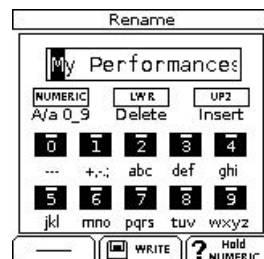 Rename
My Performances
NUMERIC LWR UP2
A/a 0_9 Delete Insert
0 1 2 3 4
--- +,-.; abc def ghi
5 6 7 8 9
jkl mno pqrs tuv wxyz
WRITE ? Hold NUMERIC